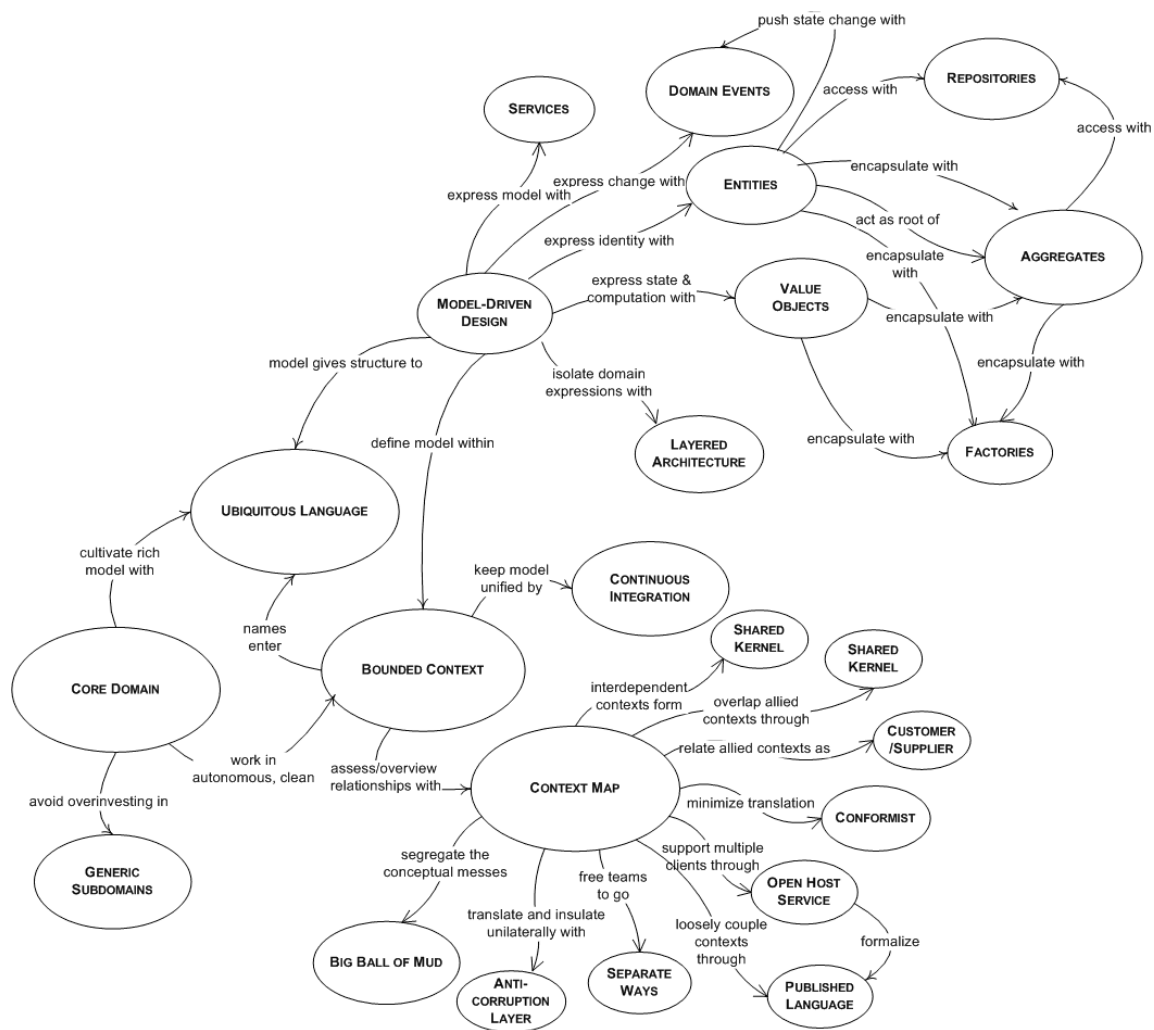 push state change with
DOMAIN EVENTS
REPOSITORIES
SERVICES
access with
access with
express change with
ENTITIES
encapsulate with
express model with
act as root of
express identity with
encapsulate
with
AGGREGATES
express state &
computation with
VALUE
OBJECTS
MODEL-DRIVEN
DESIGN
encapsulate with
model gives structure to
isolate domain
expressions with
encapsulate with
define model within
LAYERED
ARCHITECTURE
encapsulate with
FACTORIES
UBIQUITOUS LANGUAGE
cultivate rich
model with
keep model
unified by
CONTINUOUS
INTEGRATION
names
enter
SHARED
KERNEL
SHARED
KERNEL
BOUNDED CONTEXT
CORE DOMAIN
interdependent
contexts form
overlap allied
contexts through
CUSTOMER
/SUPPLIER
relate allied contexts as
work in
autonomous, clean
assess/overview
relationships with
CONTEXT MAP
avoid overinvesting in
minimize translation
CONFORMIST
GENERIC
SUBDOMAINS
segregate the
conceptual messes
support multiple
clients through
free teams
to go
OPEN HOST
SERVICE
translate and insulate
unilaterally with
loosely couple
contexts
through
formalize
BIG BALL OF MUD
ANTI-
CORRUPTION
LAYER
SEPARATE
WAYS
PUBLISHED
LANGUAGE